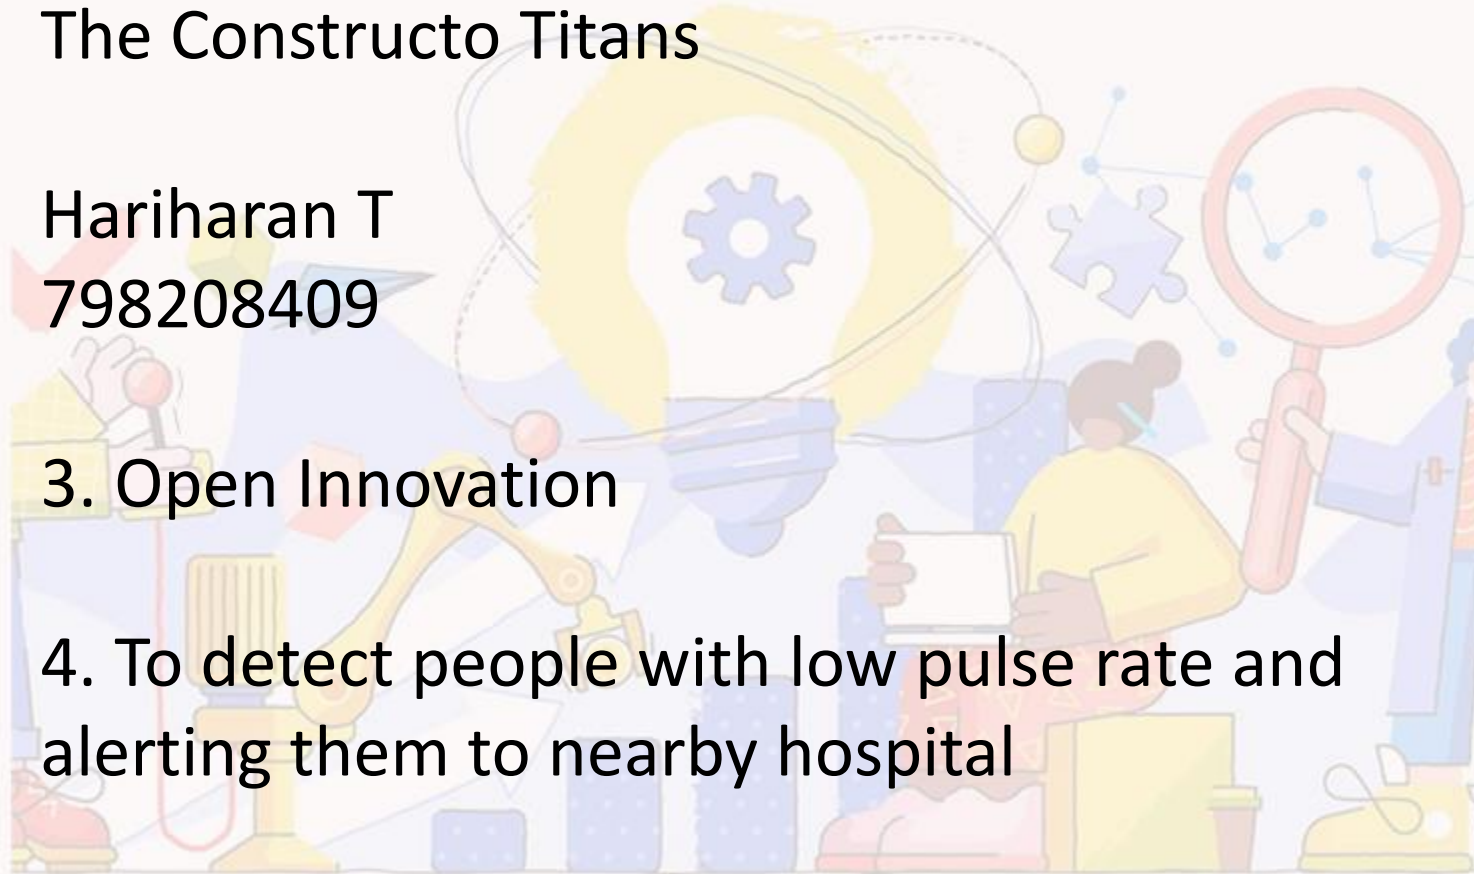 The Constructo Titans
Hariharan T
798208409
3. Open Innovation
4. To detect people with low pulse rate and
alerting them to nearby hospital